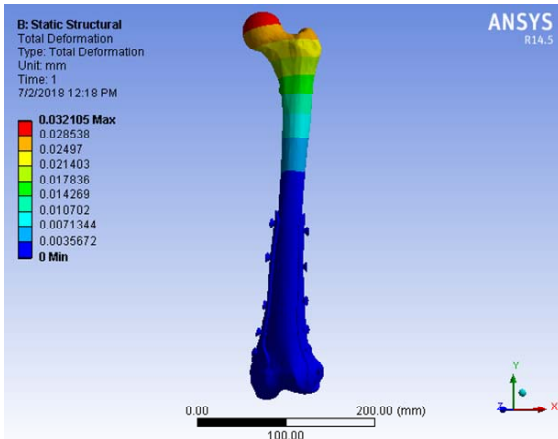 B: Static Structural
Total Deformation
Type: Total Deformation
Unit: mm
Time: 1
7/2/2018 12:18 PM
0.032105 Max
0.028538
0.02497
0.021403
0.017836
0.014269
0.010702
0.0071344
0.0035672
0 Min
ANSYS
R14.5
0.00
200.00 (mm)
100.00
Y
Z
X